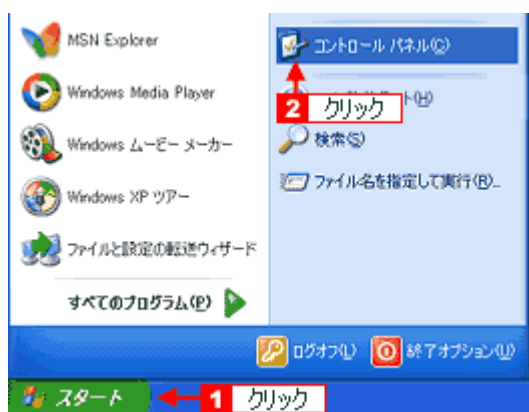 MSN Explorer
Windows Media Player
Windows ムービー メーカー
Windows XP ツアー
ファイルと設定の転送ウィザード
すべてのプログラム(P)
コントロール パネル(C)
2 クリック
ト(H)
検索(S)
ファイル名を指定して実行(R)...
ログオフ(L)
終了オプション(U)
スタート
1 クリック